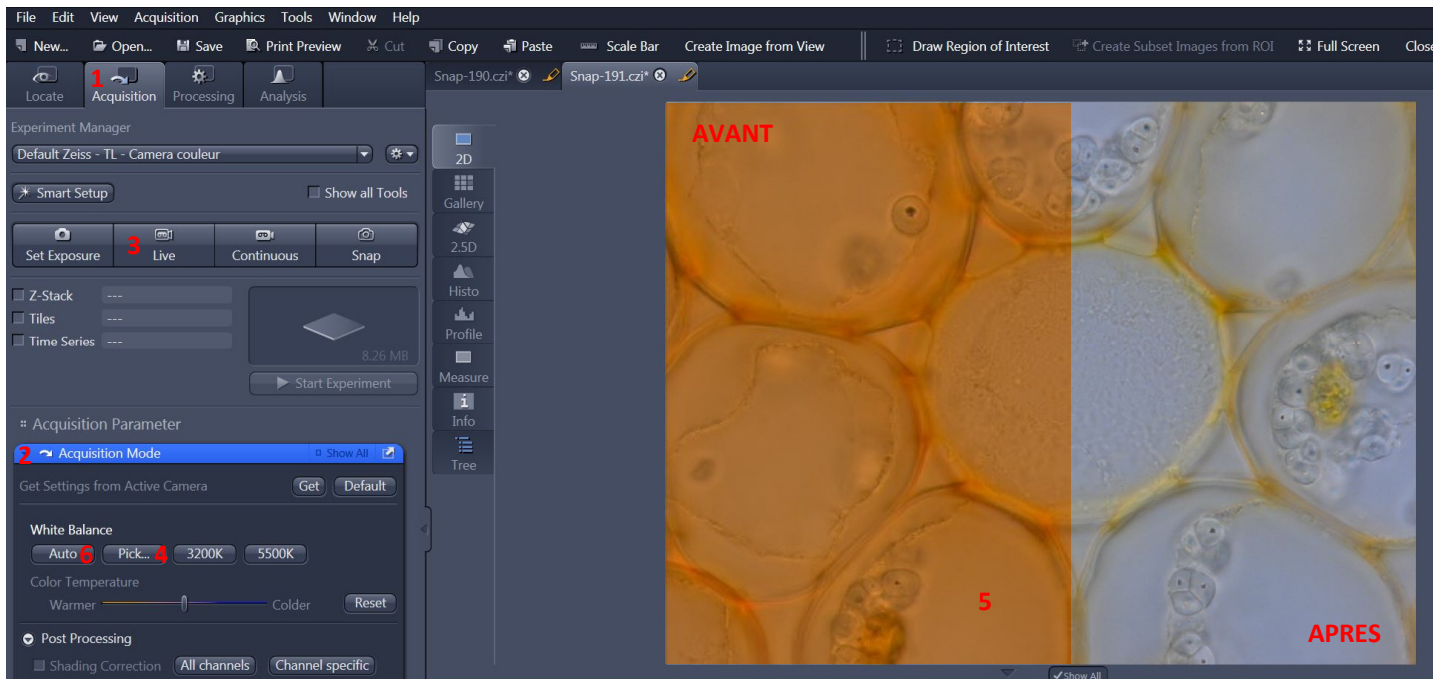 File Edit View Acquisition Graphics Tools Window Help
New... Open... Save Print Preview Cut Copy Paste Scale Bar Create Image from View Draw Region of Interest Create Subset Images from ROI Full Screen Close
1
Locate Acquisition Processing Analysis
Snap-190.czi* Snap-191.czi*
Experiment Manager
Default Zeiss - TL - Camera couleur
Smart Setup Show all Tools
3
Set Exposure Live Continuous Snap
Z-Stack ---
Tiles ---
Time Series ---
8.26 MB
Start Experiment
Acquisition Parameter
2 Acquisition Mode Show All
Get Settings from Active Camera Get Default
White Balance
Auto 6 Pick... 4 3200K 5500K
Color Temperature
Warmer Colder Reset
Post Processing
Shading Correction All channels Channel specific
2D
Gallery
2.5D
Histo
Profile
Measure
i
Info
Tree
AVANT
5
APRES
Show All